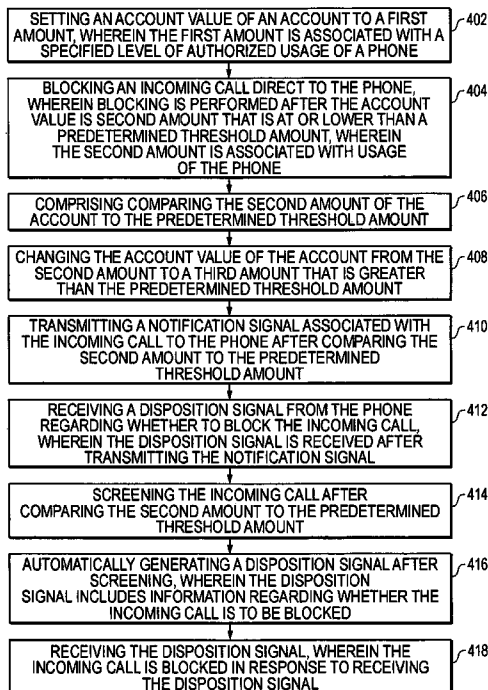 SETTING AN ACCOUNT VALUE OF AN ACCOUNT TO A FIRST
AMOUNT, WHEREIN THE FIRST AMOUNT IS ASSOCIATED WITH A
SPECIFIED LEVEL OF AUTHORIZED USAGE OF A PHONE
402
BLOCKING AN INCOMING CALL DIRECT TO THE PHONE,
WHEREIN BLOCKING IS PERFORMED AFTER THE ACCOUNT
VALUE IS SECOND AMOUNT THAT IS AT OR LOWER THAN A
PREDETERMINED THRESHOLD AMOUNT, WHEREIN
THE SECOND AMOUNT IS ASSOCIATED WITH USAGE
OF THE PHONE
404
COMPRISING COMPARING THE SECOND AMOUNT OF THE
ACCOUNT TO THE PREDETERMINED THRESHOLD AMOUNT
406
CHANGING THE ACCOUNT VALUE OF THE ACCOUNT FROM THE
SECOND AMOUNT TO A THIRD AMOUNT THAT IS GREATER
THAN THE PREDETERMINED THRESHOLD AMOUNT
408
TRANSMITTING A NOTIFICATION SIGNAL ASSOCIATED WITH
THE INCOMING CALL TO THE PHONE AFTER COMPARING THE
SECOND AMOUNT TO THE PREDETERMINED
THRESHOLD AMOUNT
410
RECEIVING A DISPOSITION SIGNAL FROM THE PHONE
REGARDING WHETHER TO BLOCK THE INCOMING CALL,
WHEREIN THE DISPOSITION SIGNAL IS RECEIVED AFTER
TRANSMITTING THE NOTIFICATION SIGNAL
412
SCREENING THE INCOMING CALL AFTER
COMPARING THE SECOND AMOUNT TO THE PREDETERMINED
THRESHOLD AMOUNT
414
AUTOMATICALLY GENERATING A DISPOSITION SIGNAL AFTER
SCREENING, WHEREIN THE DISPOSITION
SIGNAL INCLUDES INFORMATION REGARDING WHETHER THE
INCOMING CALL IS TO BE BLOCKED
416
RECEIVING THE DISPOSITION SIGNAL, WHEREIN THE
INCOMING CALL IS BLOCKED IN RESPONSE TO RECEIVING
THE DISPOSITION SIGNAL
418